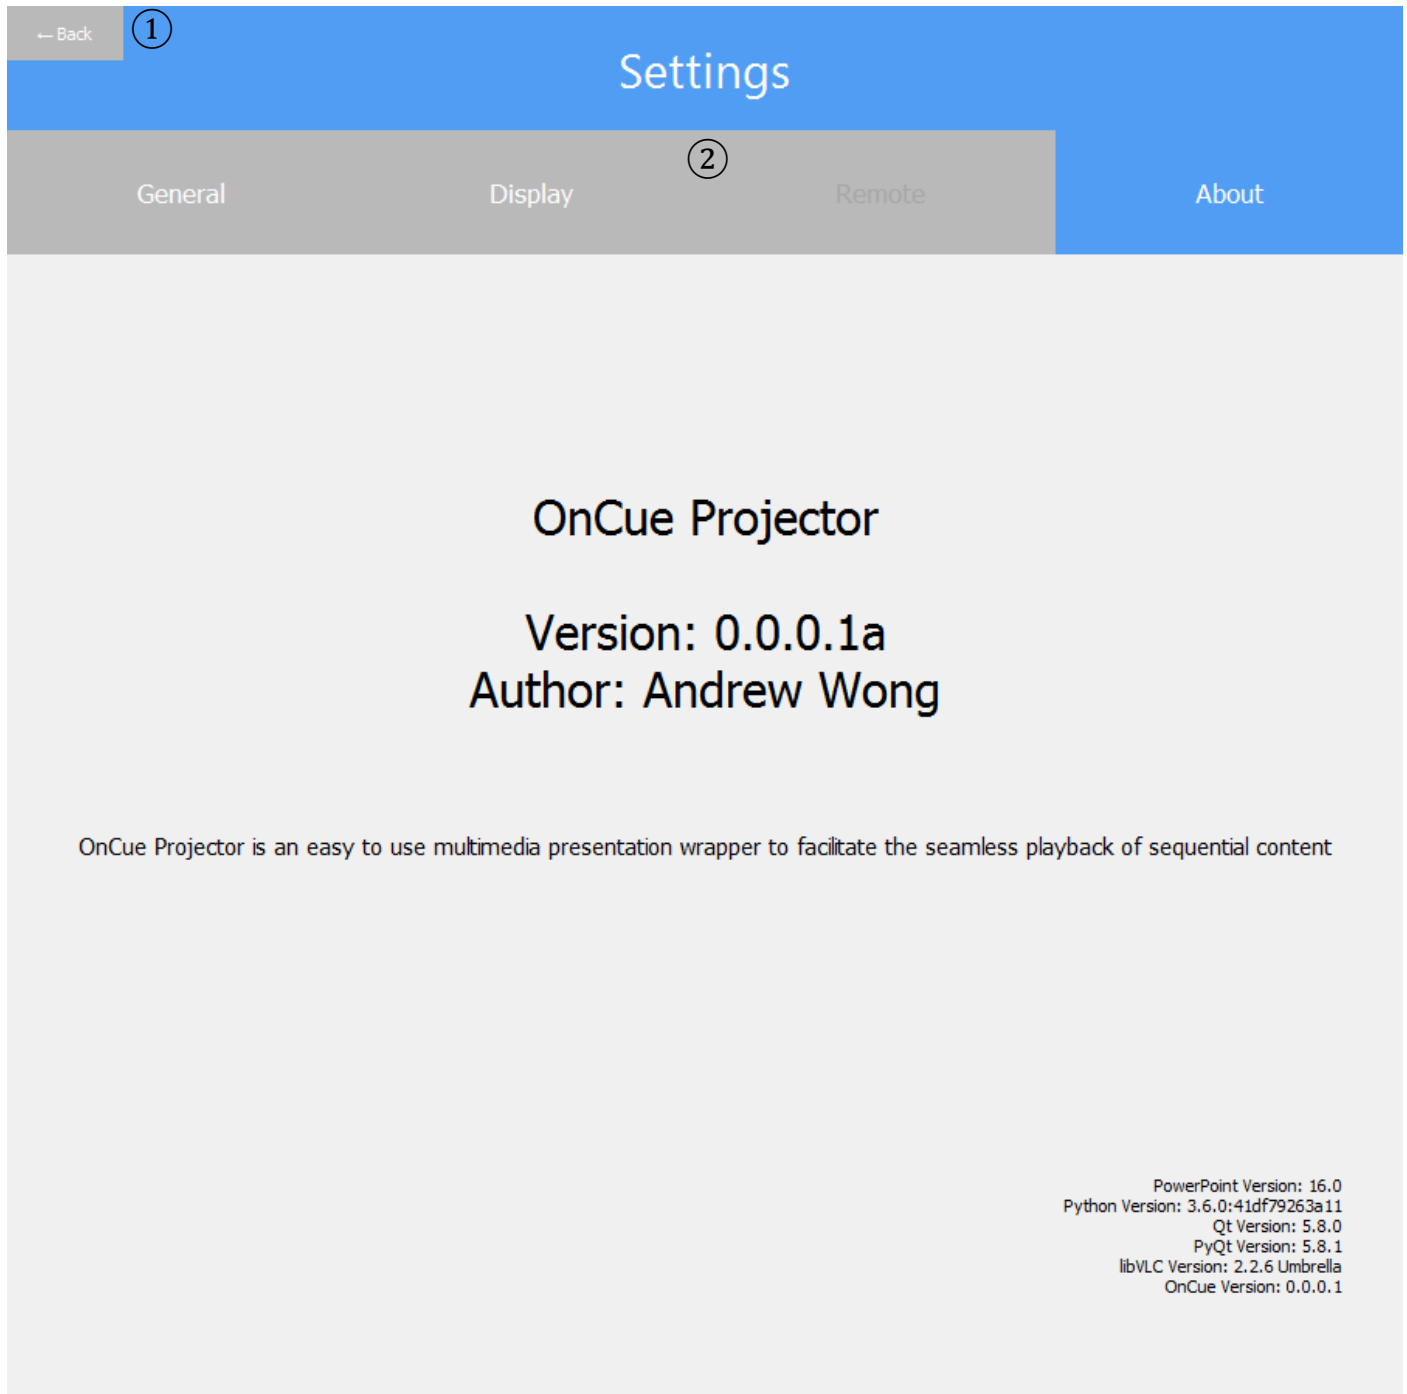 ←Back
①
Settings
②
General Display Remote About
OnCue Projector
Version: 0.0.0.1a
Author: Andrew Wong
OnCue Projector is an easy to use multimedia presentation wrapper to facilitate the seamless playback of sequential content
PowerPoint Version: 16.0
Python Version: 3.6.0:41df79263a11
Qt Version: 5.8.0
PyQt Version: 5.8.1
libVLC Version: 2.2.6 Umbrella
OnCue Version: 0.0.0.1